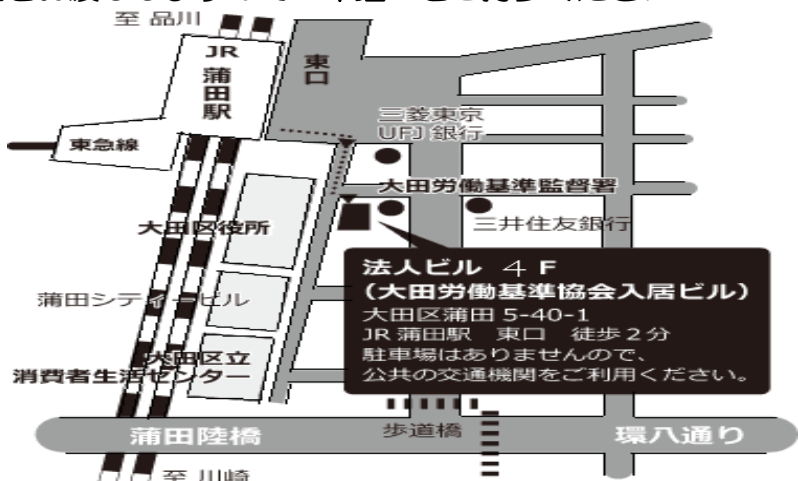 至 品川
JR
蒲田駅
東口
東急線
三菱東京
UFJ 銀行
大田労働基準監督署
三井住友銀行
大田区役所
法人ビル 4 F
(大田労働基準協会入居ビル)
大田区蒲田 5-40-1
JR 蒲田駅 東口 徒歩2分
駐車場はありませんので、
公共の交通機関をご利用ください。
蒲田シティービル
大田区立
消費者生活センター
蒲田陸橋
歩道橋
環八通り
至 川崎